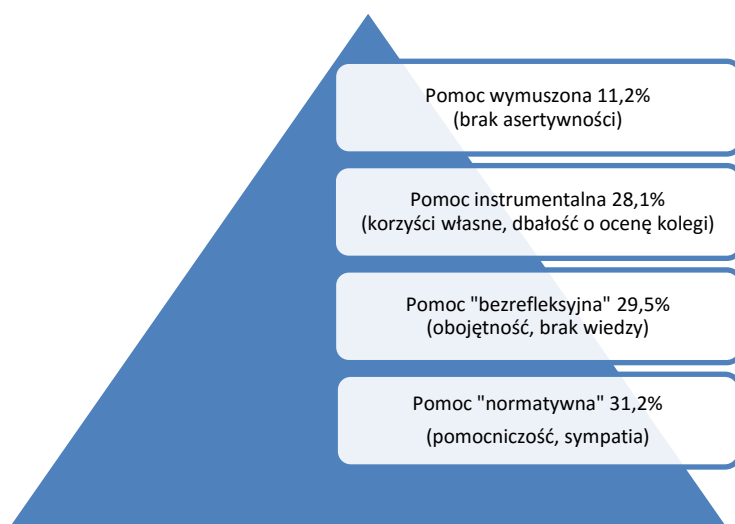 Pomoc wymuszona 11,2%
(brak asertywności)
Pomoc instrumentalna 28,1%
(korzyści własne, dbałość o ocenę kolegi)
Pomoc "bezrefleksyjna" 29,5%
(obojętność, brak wiedzy)
Pomoc "normatywna" 31,2%
(pomocniczość, sympatia)